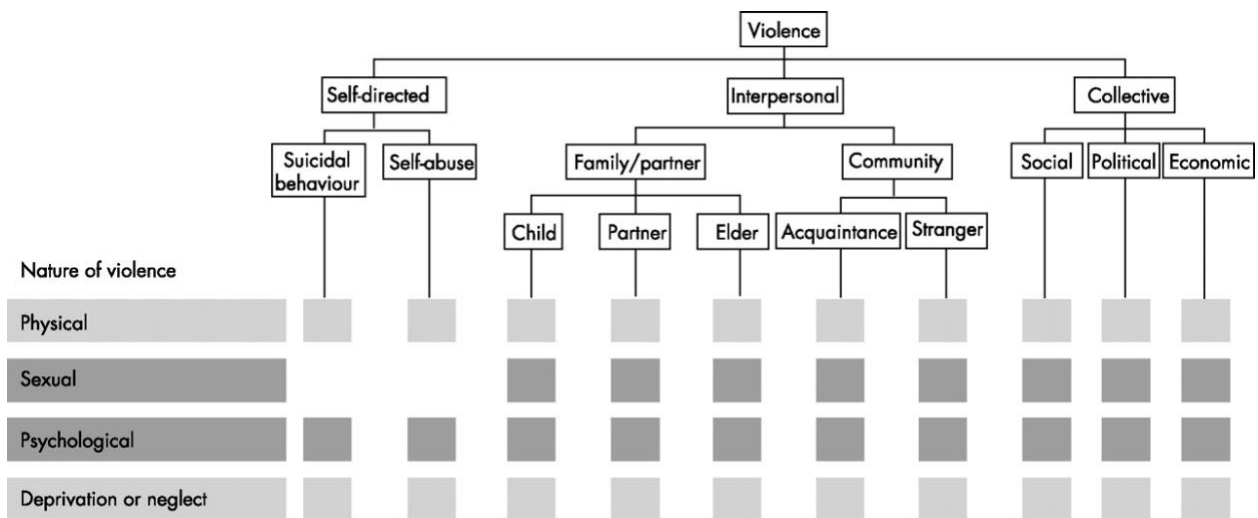 Violence
Self-directed
Interpersonal
Collective
Suicidal
behaviour
Self-abuse
Family/partner
Community
Social
Political
Economic
Child
Partner
Elder
Acquaintance
Stranger
Nature of violence
Physical
Sexual
Psychological
Deprivation or neglect